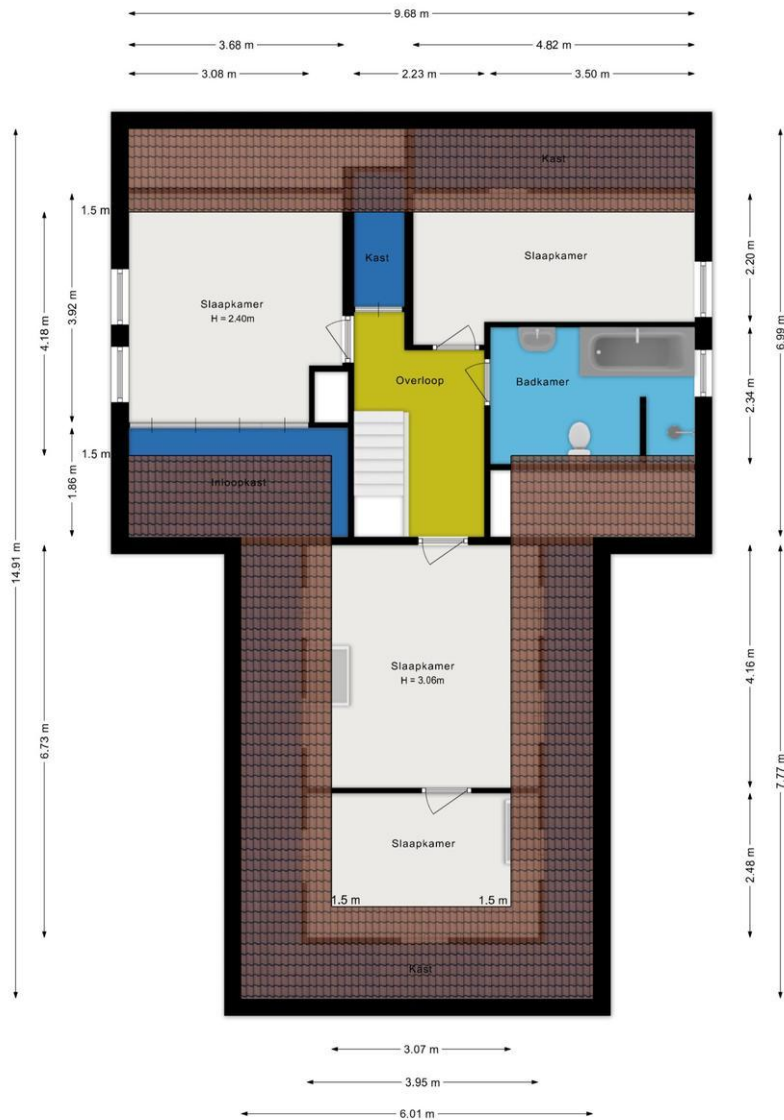 9.68 m
3.68 m
4.82 m
3.08 m
2.23 m
3.50 m
Kast
1.5 m
Kast
Slaapkamer
2.20 m
Slaapkamer
H = 2.40m
3.92 m
4.18 m
6.99 m
Overloop
Badkamer
2.34 m
1.5 m
Inloopkast
1.86 m
14.91 m
4.16 m
Slaapkamer
H = 3.06m
6.73 m
7.77 m
Slaapkamer
2.48 m
1.5 m
1.5 m
Kast
3.07 m
3.95 m
6.01 m